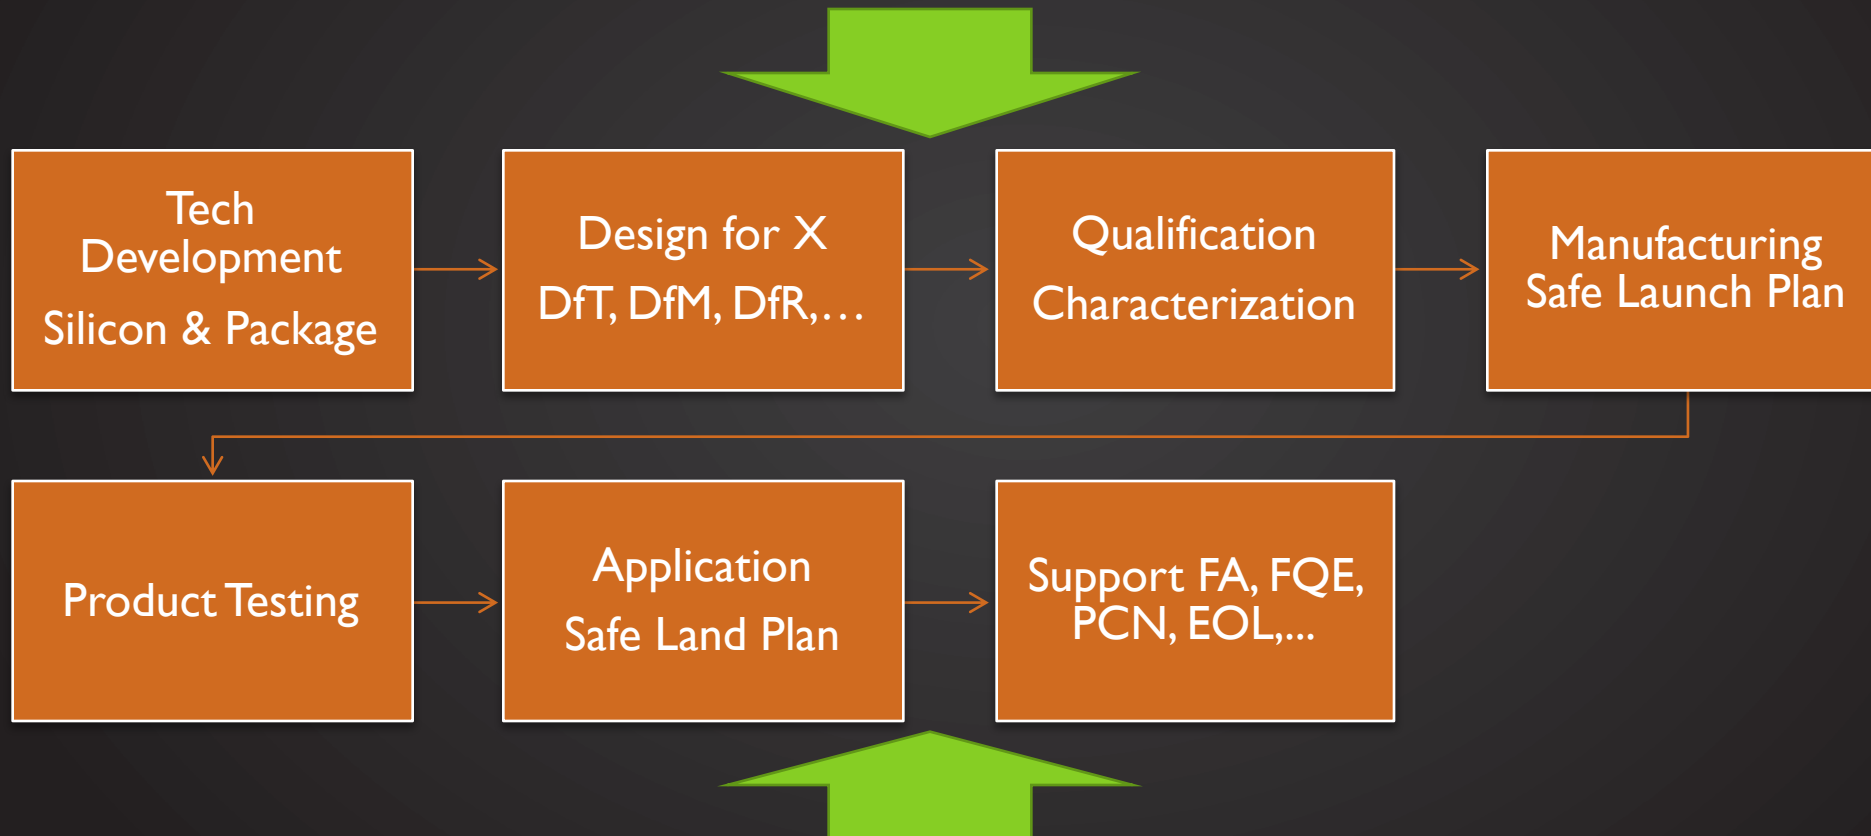 Tech
Development
Silicon & Package
Design for X
DfT, DfM, DfR,…
Qualification
Characterization
Manufacturing
Safe Launch Plan
Product Testing
Application
Safe Land Plan
Support FA, FQE,
PCN, EOL,...